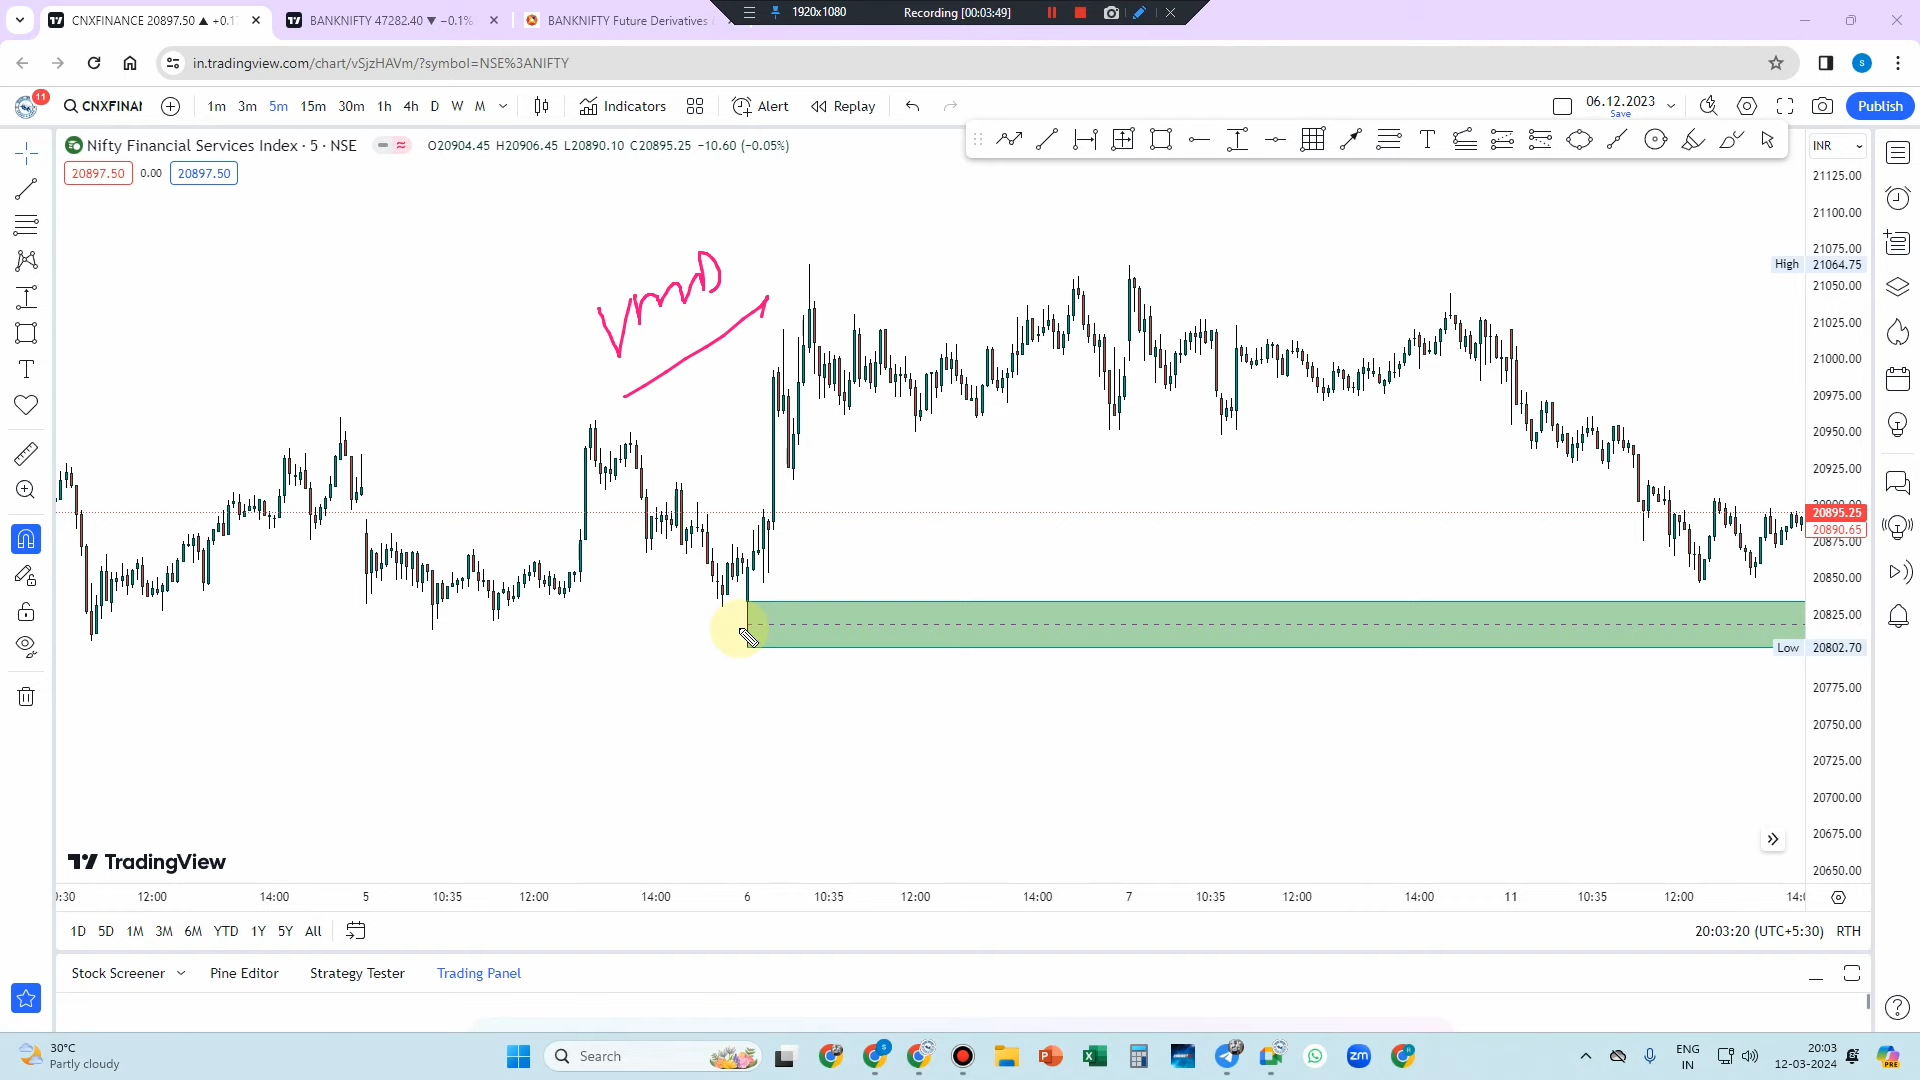 CNXFINANCE 20897.50 ▲ +0.1
BANKNIFTY 47282.40 ▼ −0.1%
BANKNIFTY Future Derivatives
1920x1080
Recording [00:03:49]
in.tradingview.com/chart/vSjzHAVm/?symbol=NSE%3ANIFTY
S
11
CNXFINAI
1m 3m 5m 15m 30m 1h 4h D W M
Indicators
Alert
Replay
06.12.2023
Save
Publish
Nifty Financial Services Index · 5 · NSE
O20904.45 H20906.45 L20890.10 C20895.25 −10.60 (−0.05%)
20897.50 0.00 20897.50
INR
21125.00
21100.00
21075.00
High 21064.75
21050.00
21025.00
21000.00
20975.00
20950.00
20925.00
20900.00
20895.25
20890.65
20875.00
20850.00
20825.00
Low 20802.70
20775.00
20750.00
20725.00
20700.00
20675.00
20650.00
TradingView
:30 12:00 14:00 5 10:35 12:00 14:00 6 10:35 12:00 14:00 7 10:35 12:00 14:00 11 10:35 12:00 14:0
1D 5D 1M 3M 6M YTD 1Y 5Y All
20:03:20 (UTC+5:30) RTH
Stock Screener Pine Editor Strategy Tester Trading Panel
30°C
Partly cloudy
Search
zm
ENG
IN
20:03
12-03-2024
PRE